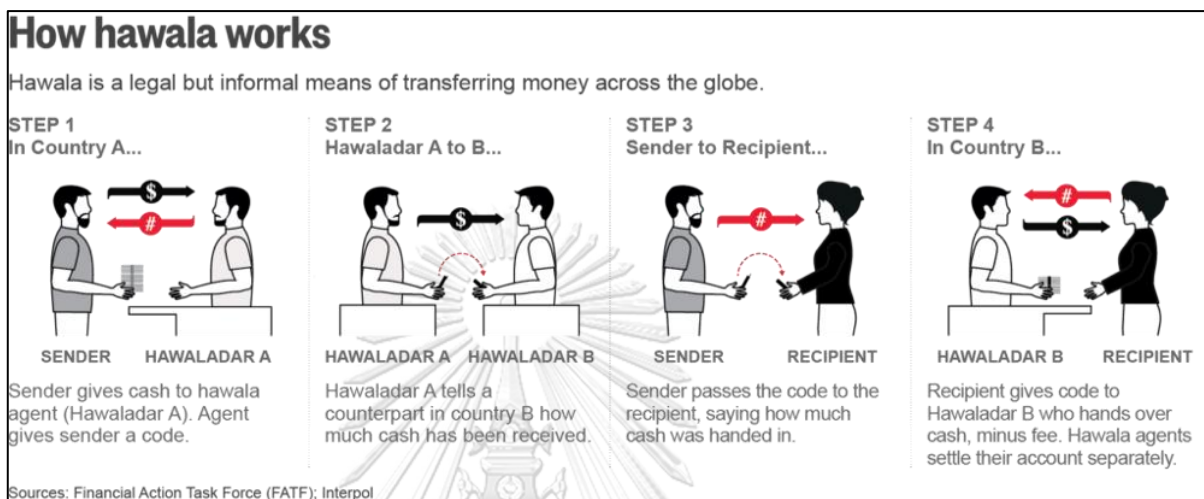 How hawala works
Hawala is a legal but informal means of transferring money across the globe.
STEP 1
In Country A...
$
#
SENDER HAWALADAR A
Sender gives cash to hawala
agent (Hawaladar A). Agent
gives sender a code.
STEP 2
Hawaladar A to B...
$
HAWALADAR A HAWALADAR B
Hawaladar A tells a
counterpart in country B how
much cash has been received.
STEP 3
Sender to Recipient...
#
SENDER RECIPIENT
Sender passes the code to the
recipient, saying how much
cash was handed in.
STEP 4
In Country B...
#
$
HAWALADAR B RECIPIENT
Recipient gives code to
Hawaladar B who hands over
cash, minus fee. Hawala agents
settle their account separately.
Sources: Financial Action Task Force (FATF); Interpol